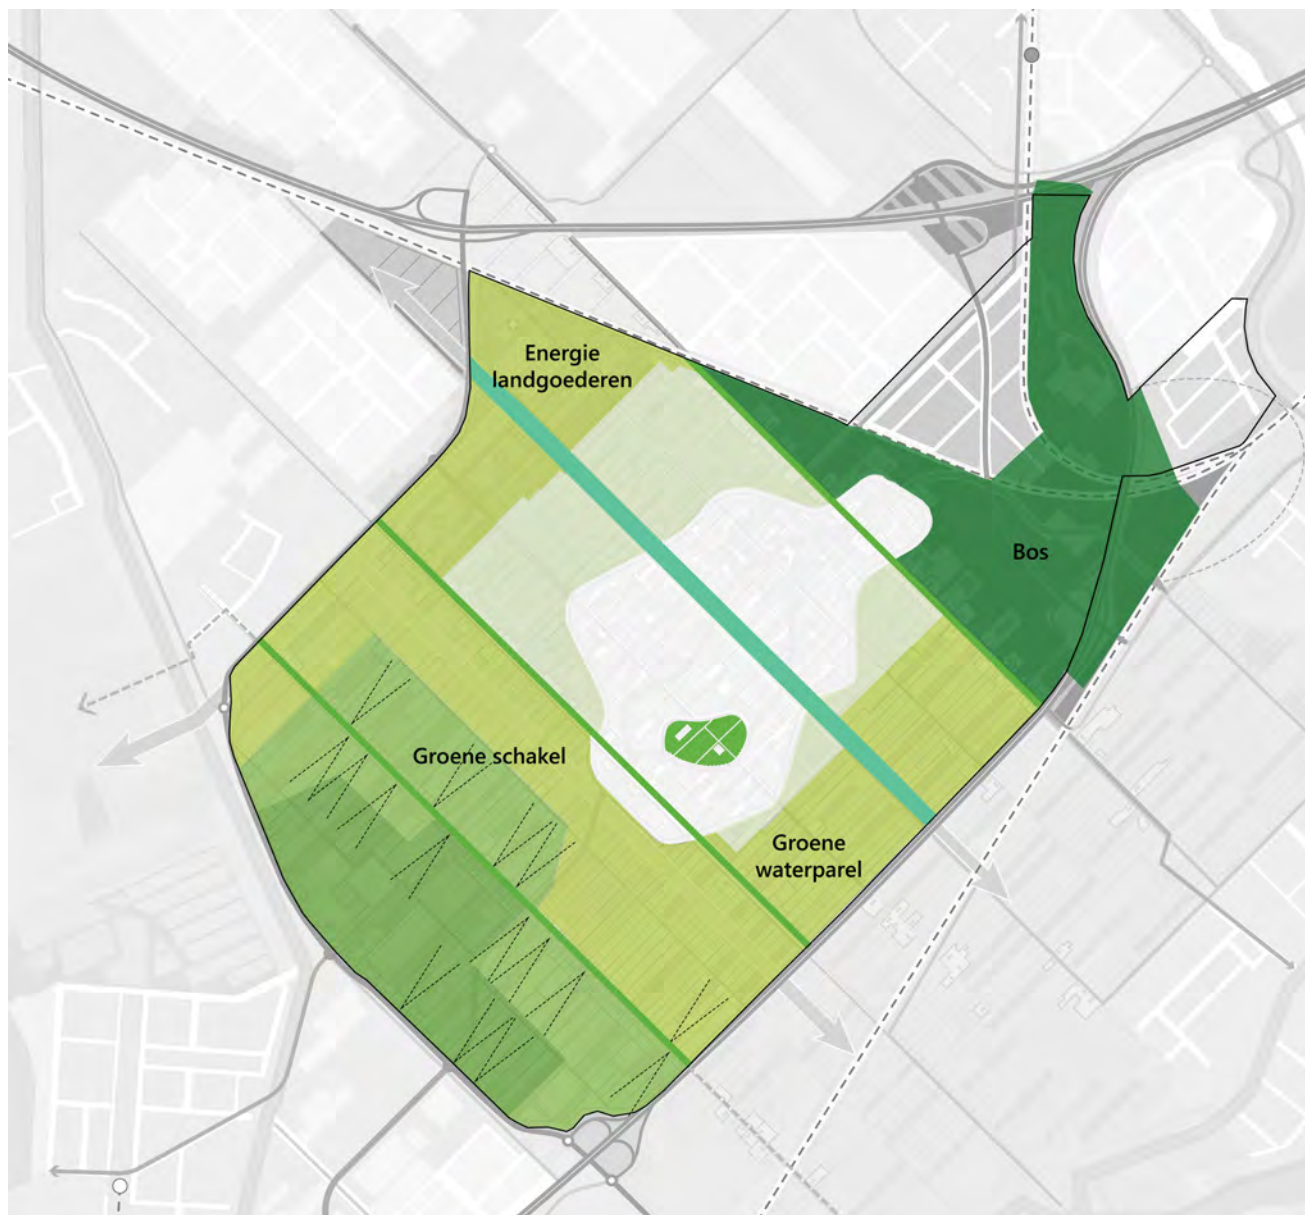 Energie
landgoederen
Bos
Groene schakel
Groene
waterparel